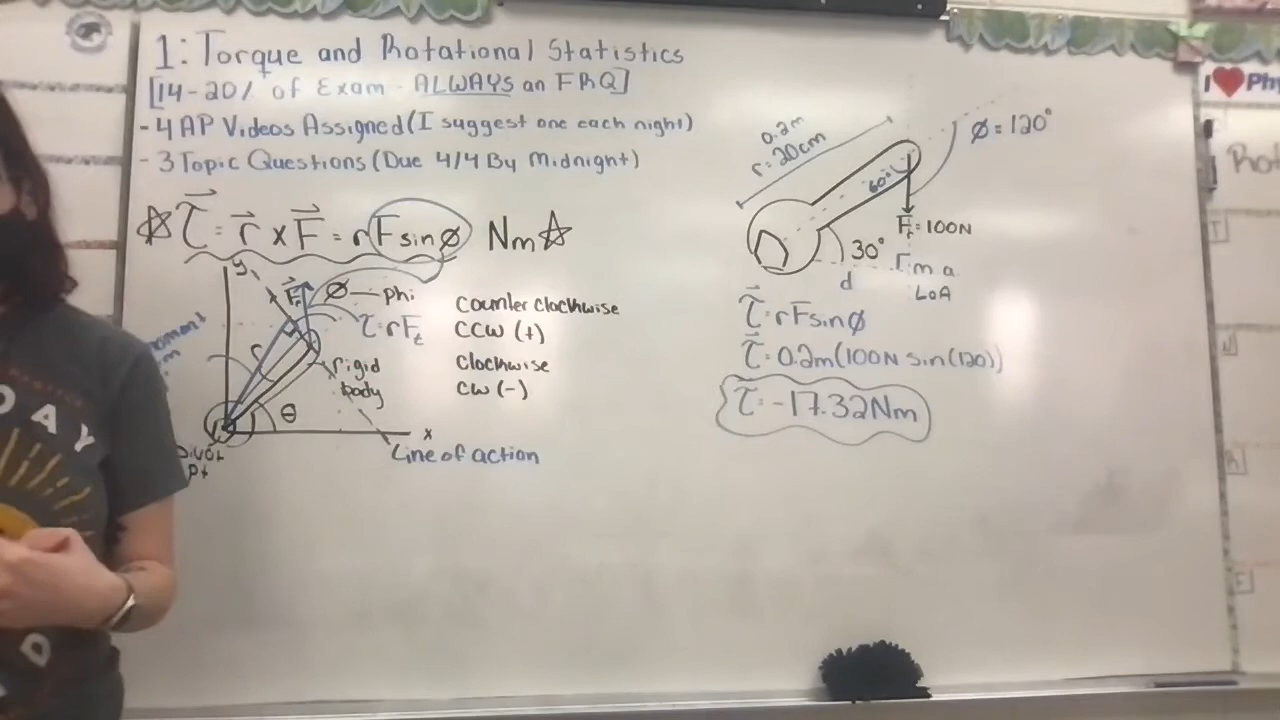 1: Torque and Rotational Statistics
[14-20% of Exam - ALWAYS an FRQ]
- 4 AP Videos Assigned (I suggest one each night)
- 3 Topic Questions (Due 4/4 By Midnight)
☆ τ = r x F = rFsinø Nm ☆
y
F
ø — phi
τ = rFt
r
rigid
body
θ
x
Pivot
pt
Line of action
moment
Counter clockwise
CCW (+)
Clockwise
CW (-)
0.2m
r = 20cm
ø = 120°
60°
F = 100N
30°
d
r m a
LoA
τ = rFsinø
τ = 0.2m(100N sin(120))
τ = -17.32Nm
I ❤ Phy
Rot
DAY
D